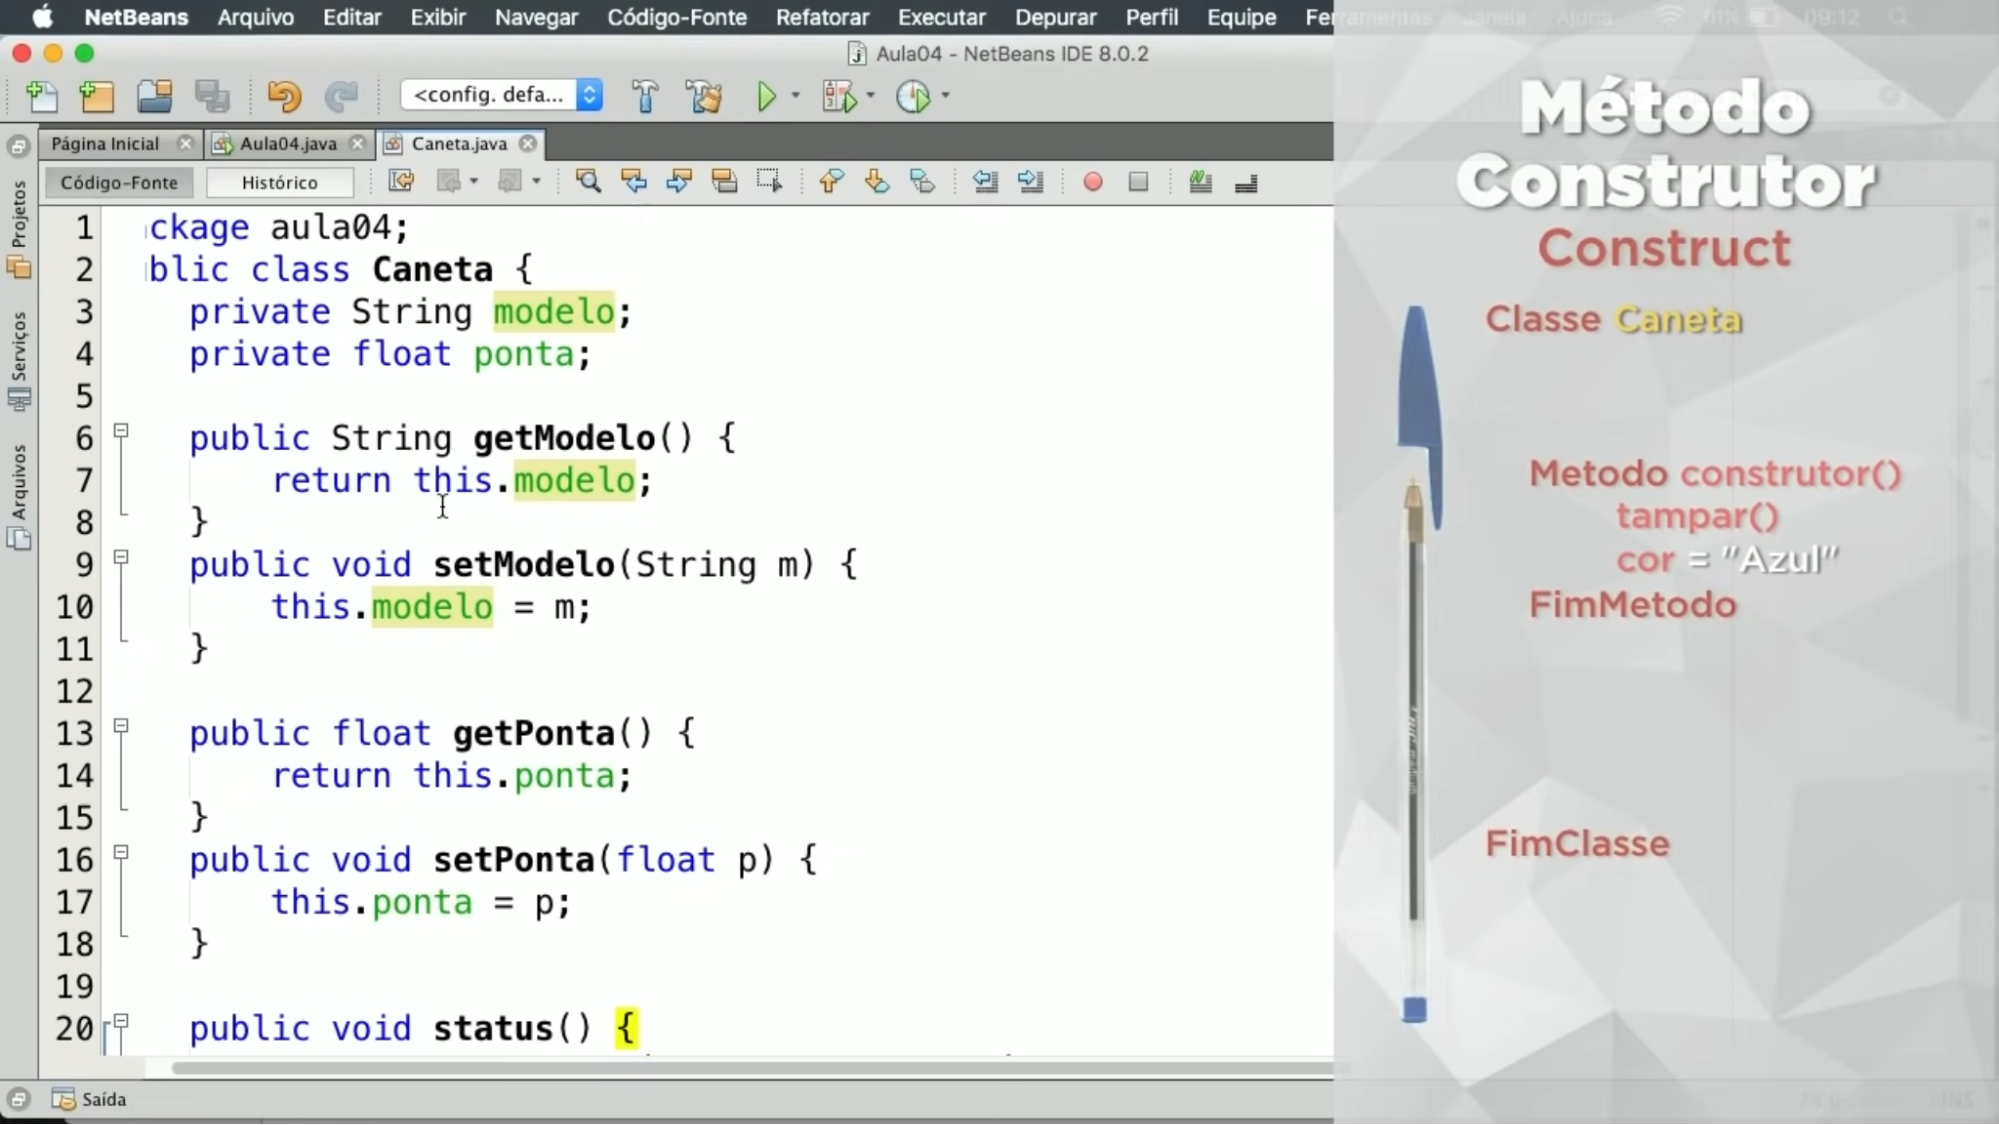 NetBeans Arquivo Editar Exibir Navegar Código-Fonte Refatorar Executar Depurar Perfil Equipe Ferramentas Janela Ajuda 09:12
Aula04 - NetBeans IDE 8.0.2
<config. defa...
Página Inicial Aula04.java Caneta.java
Código-Fonte Histórico
Projetos
Serviços
Arquivos
1 ckage aula04;
2 blic class Caneta {
3 private String modelo;
4 private float ponta;
5
6 public String getModelo() {
7 return this.modelo;
8 }
9 public void setModelo(String m) {
10 this.modelo = m;
11 }
12
13 public float getPonta() {
14 return this.ponta;
15 }
16 public void setPonta(float p) {
17 this.ponta = p;
18 }
19
20 public void status() {
Saída
Método
Construtor
Construct
Classe Caneta
Metodo construtor()
tampar()
cor = "Azul"
FimMetodo
FimClasse